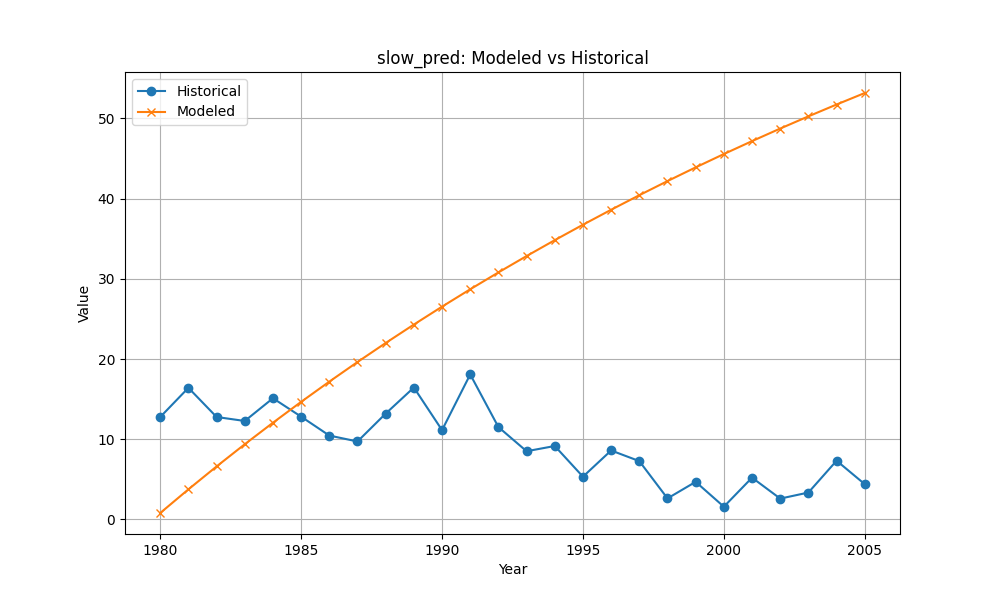 slow_pred: Modeled vs Historical
Historical
Modeled
50
40
30
20
10
0
Value
1980 1985 1990 1995 2000 2005
Year